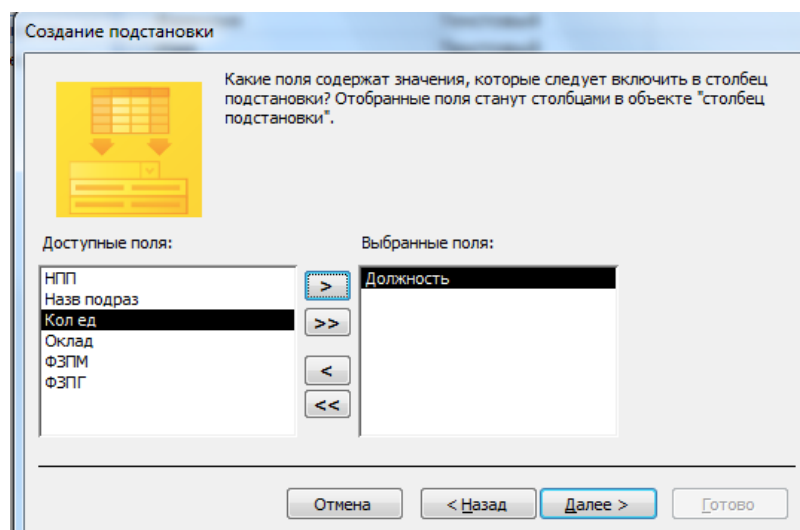 Создание подстановки
Какие поля содержат значения, которые следует включить в столбец
подстановки? Отобранные поля станут столбцами в объекте "столбец
подстановки".
Доступные поля:
Выбранные поля:
НПП
Назв подраз
Кол ед
Оклад
ФЗПМ
ФЗПГ
>
>>
<
<<
Должность
Отмена
< Назад
Далее >
Готово